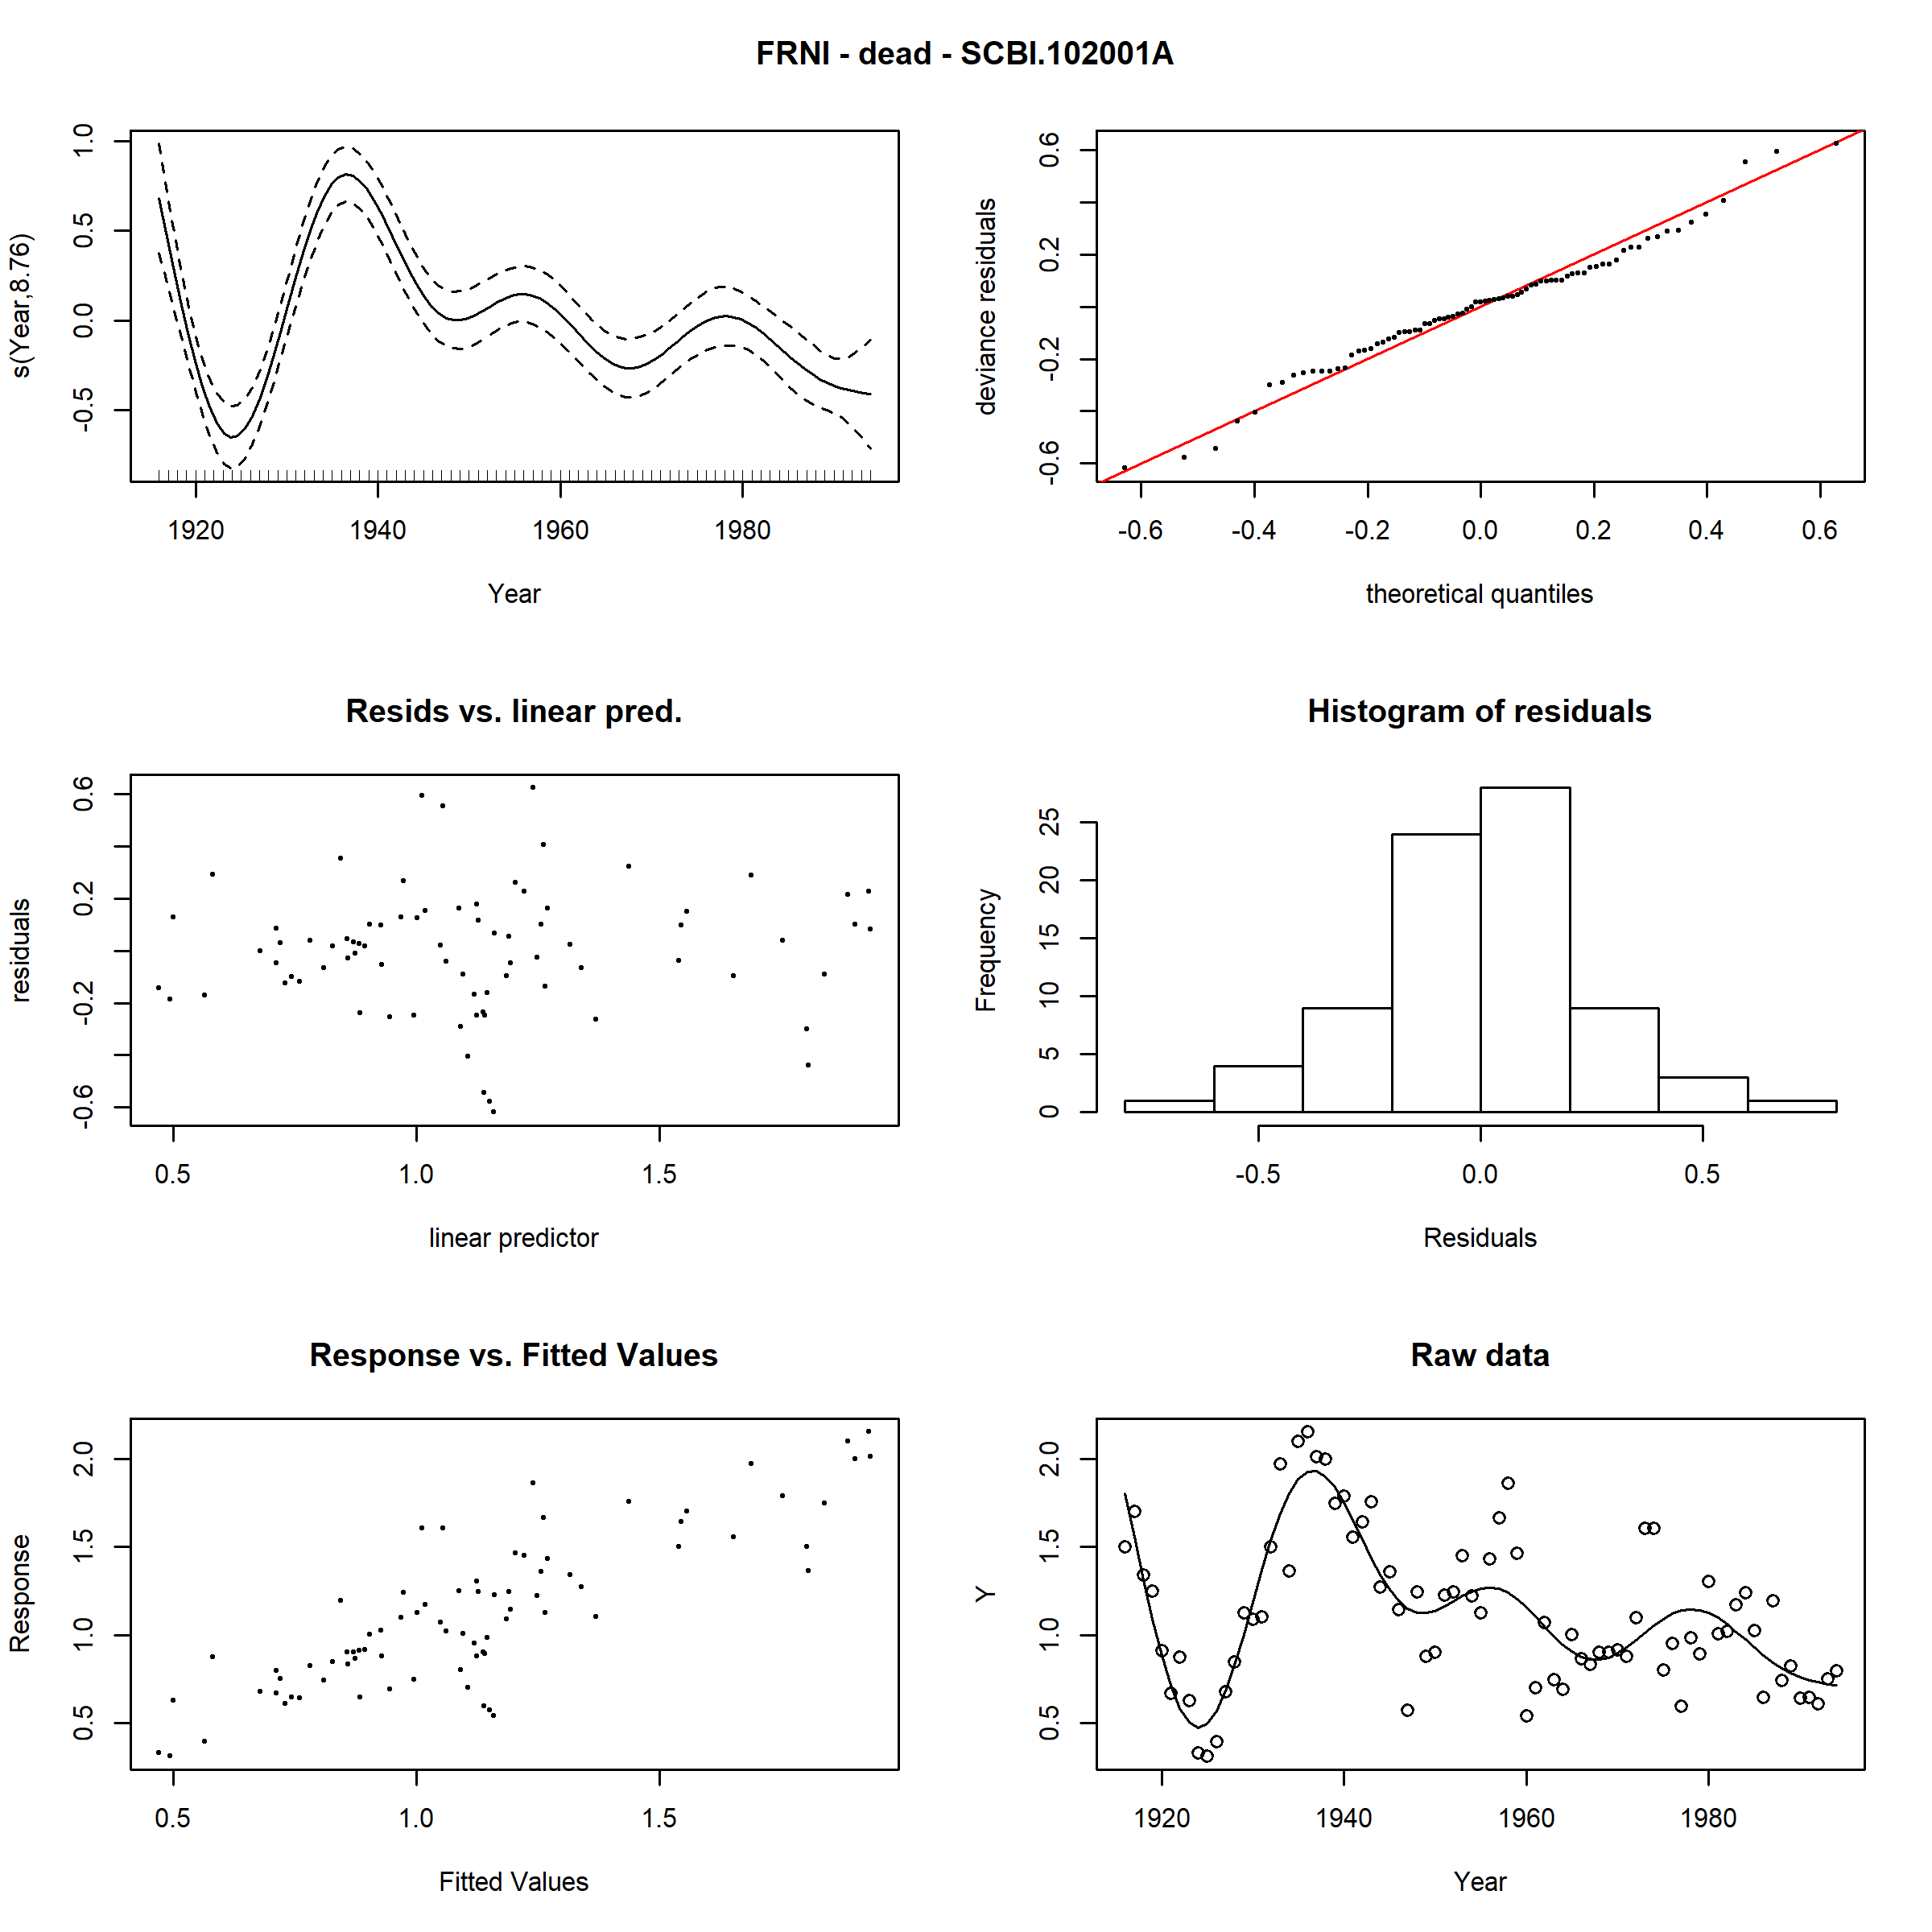 FRNI - dead - SCBI.102001A
s(Year,8.76)
1.0
0.5
0.0
-0.5
1920 1940 1960 1980
Year
deviance residuals
0.6
0.2
-0.2
-0.6
-0.6 -0.4 -0.2 0.0 0.2 0.4 0.6
theoretical quantiles
Resids vs. linear pred.
residuals
0.6
0.2
-0.2
-0.6
0.5 1.0 1.5
linear predictor
Histogram of residuals
Frequency
25
20
15
10
5
0
-0.5 0.0 0.5
Residuals
Response vs. Fitted Values
Response
2.0
1.5
1.0
0.5
0.5 1.0 1.5
Fitted Values
Raw data
Y
2.0
1.5
1.0
0.5
1920 1940 1960 1980
Year